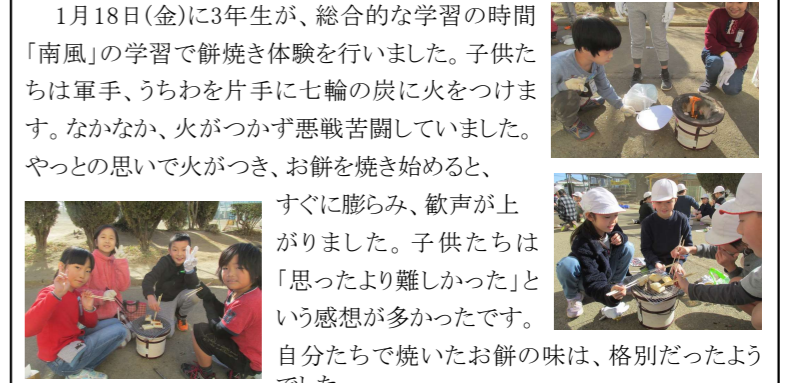 1月18日(金)に3年生が、総合的な学習の時間
「南風」の学習で餅焼き体験を行いました。子供た
ちは軍手、うちわを片手に七輪の炭に火をつけま
す。なかなか、火がつかず悪戦苦闘していました。
やっとの思いで火がつき、お餅を焼き始めると、
すぐに膨らみ、歓声が上
がりました。子供たちは
「思ったより難しかった」と
いう感想が多かったです。
自分たちで焼いたお餅の味は、格別だったよう
でした